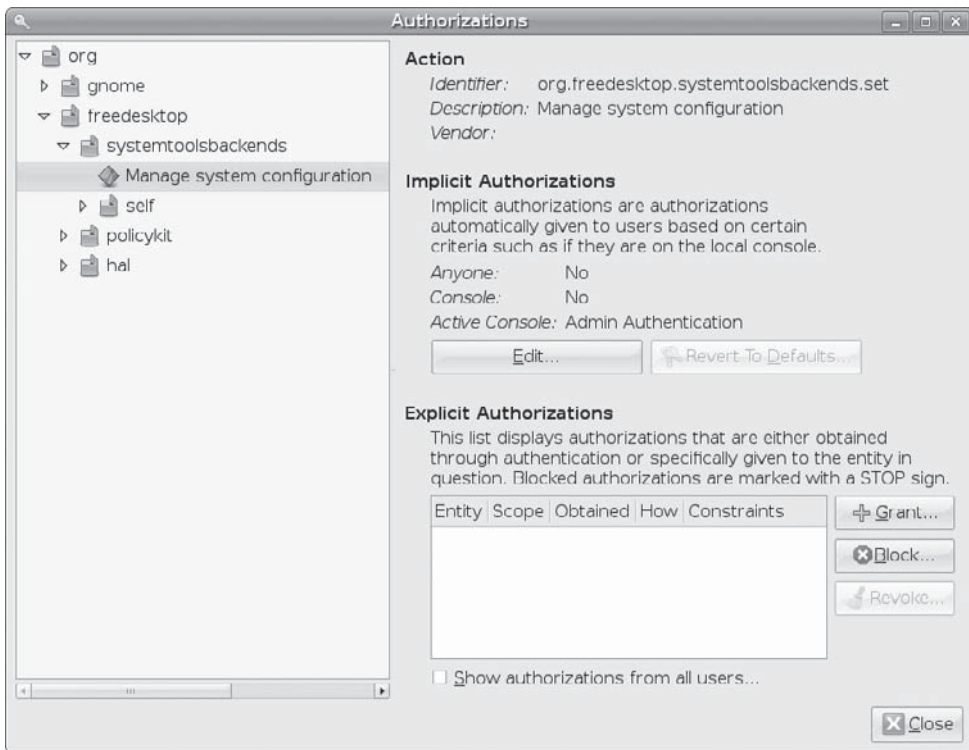 Authorizations
org
gnome
freedesktop
systemtoolsbackends
Manage system configuration
self
policykit
hal
Action
Identifier: org.freedesktop.systemtoolsbackends.set
Description: Manage system configuration
Vendor:
Implicit Authorizations
Implicit authorizations are authorizations
automatically given to users based on certain
criteria such as if they are on the local console.
Anyone: No
Console: No
Active Console: Admin Authentication
Edit...
Revert To Defaults...
Explicit Authorizations
This list displays authorizations that are either obtained
through authentication or specifically given to the entity in
question. Blocked authorizations are marked with a STOP sign.
Entity Scope Obtained How Constraints
Grant...
Block...
Revoke...
Show authorizations from all users...
Close